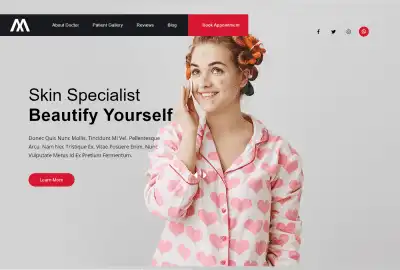 About Doctor   Patient Gallery   Reviews   Blog   Book Appointment
Skin Specialist
Beautify Yourself
Donec Quis Nunc Mollis, Tincidunt Mi Vel, Pellentesque
Arcu. Nam Nec Tristique Ex, Vitae Posuere Enim. Nunc
Vulputate Metus Id Ex Pretium Fermentum.
Learn More